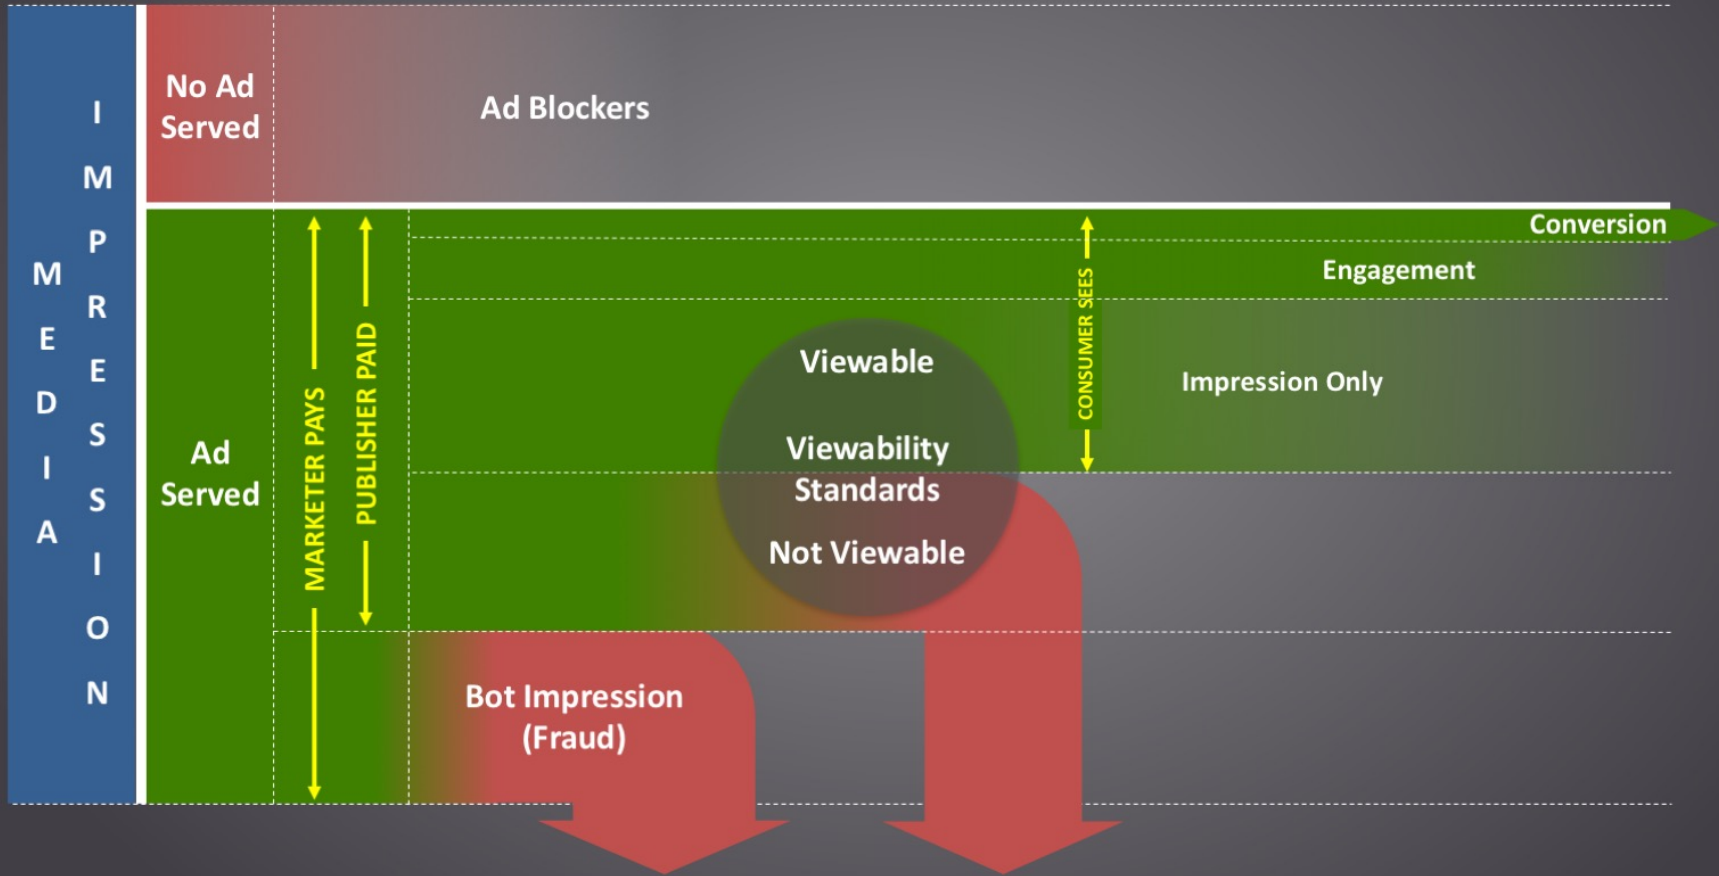 MEDIA
IMPRESSION
No Ad
Served
Ad Blockers
Ad
Served
MARKETER PAYS
PUBLISHER PAID
CONSUMER SEES
Conversion
Engagement
Impression Only
Viewable
Viewability
Standards
Not Viewable
Bot Impression
(Fraud)